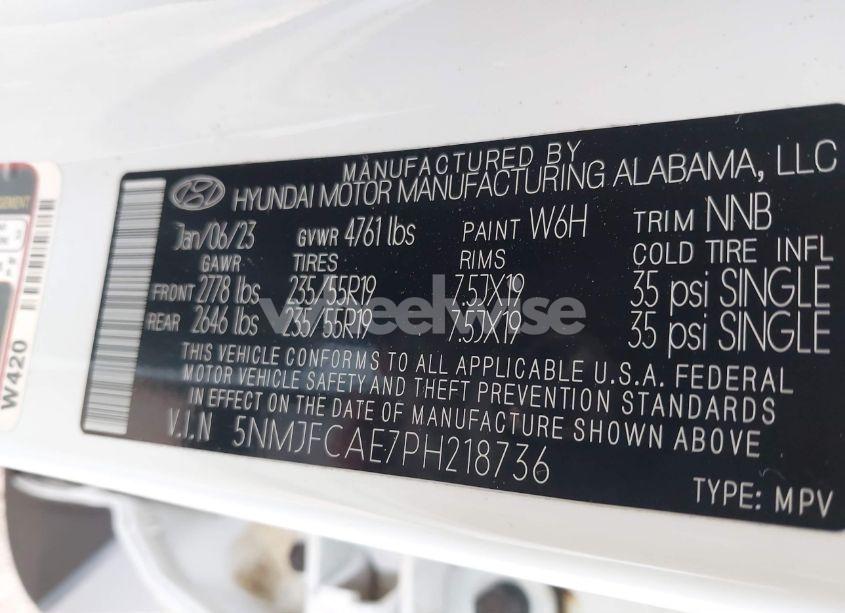 MANUFACTURED BY
HYUNDAI MOTOR MANUFACTURING ALABAMA, LLC
Jan/06/23 GVWR 4761 lbs PAINT W6H TRIM NNB
GAWR TIRES RIMS COLD TIRE INFL
FRONT 2778 lbs 235/55R19 7.5JX19 35 psi SINGLE
REAR 2646 lbs 235/55R19 7.5JX19 35 psi SINGLE
THIS VEHICLE CONFORMS TO ALL APPLICABLE U.S.A. FEDERAL
MOTOR VEHICLE SAFETY AND THEFT PREVENTION STANDARDS
IN EFFECT ON THE DATE OF MANUFACTURE SHOWN ABOVE
V.I.N 5NMJFCAE7PH218736
TYPE: MPV
W420
wheelwise